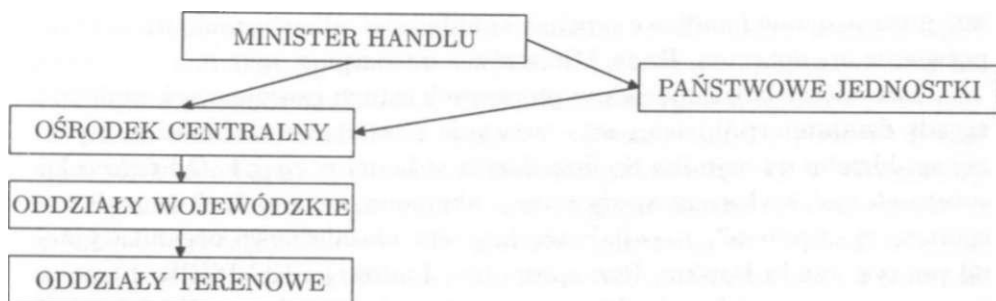 MINISTER HANDLU
PAŃSTWOWE JEDNOSTKI
OŚRODEK CENTRALNY
ODDZIAŁY WOJEWÓDZKIE
ODDZIAŁY TERENOWE